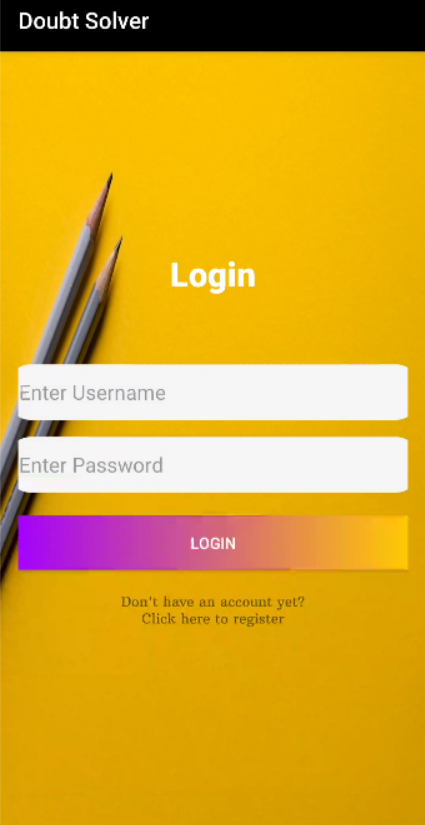 Doubt Solver
Login
Enter Username
Enter Password
LOGIN
Don't have an account yet?
Click here to register